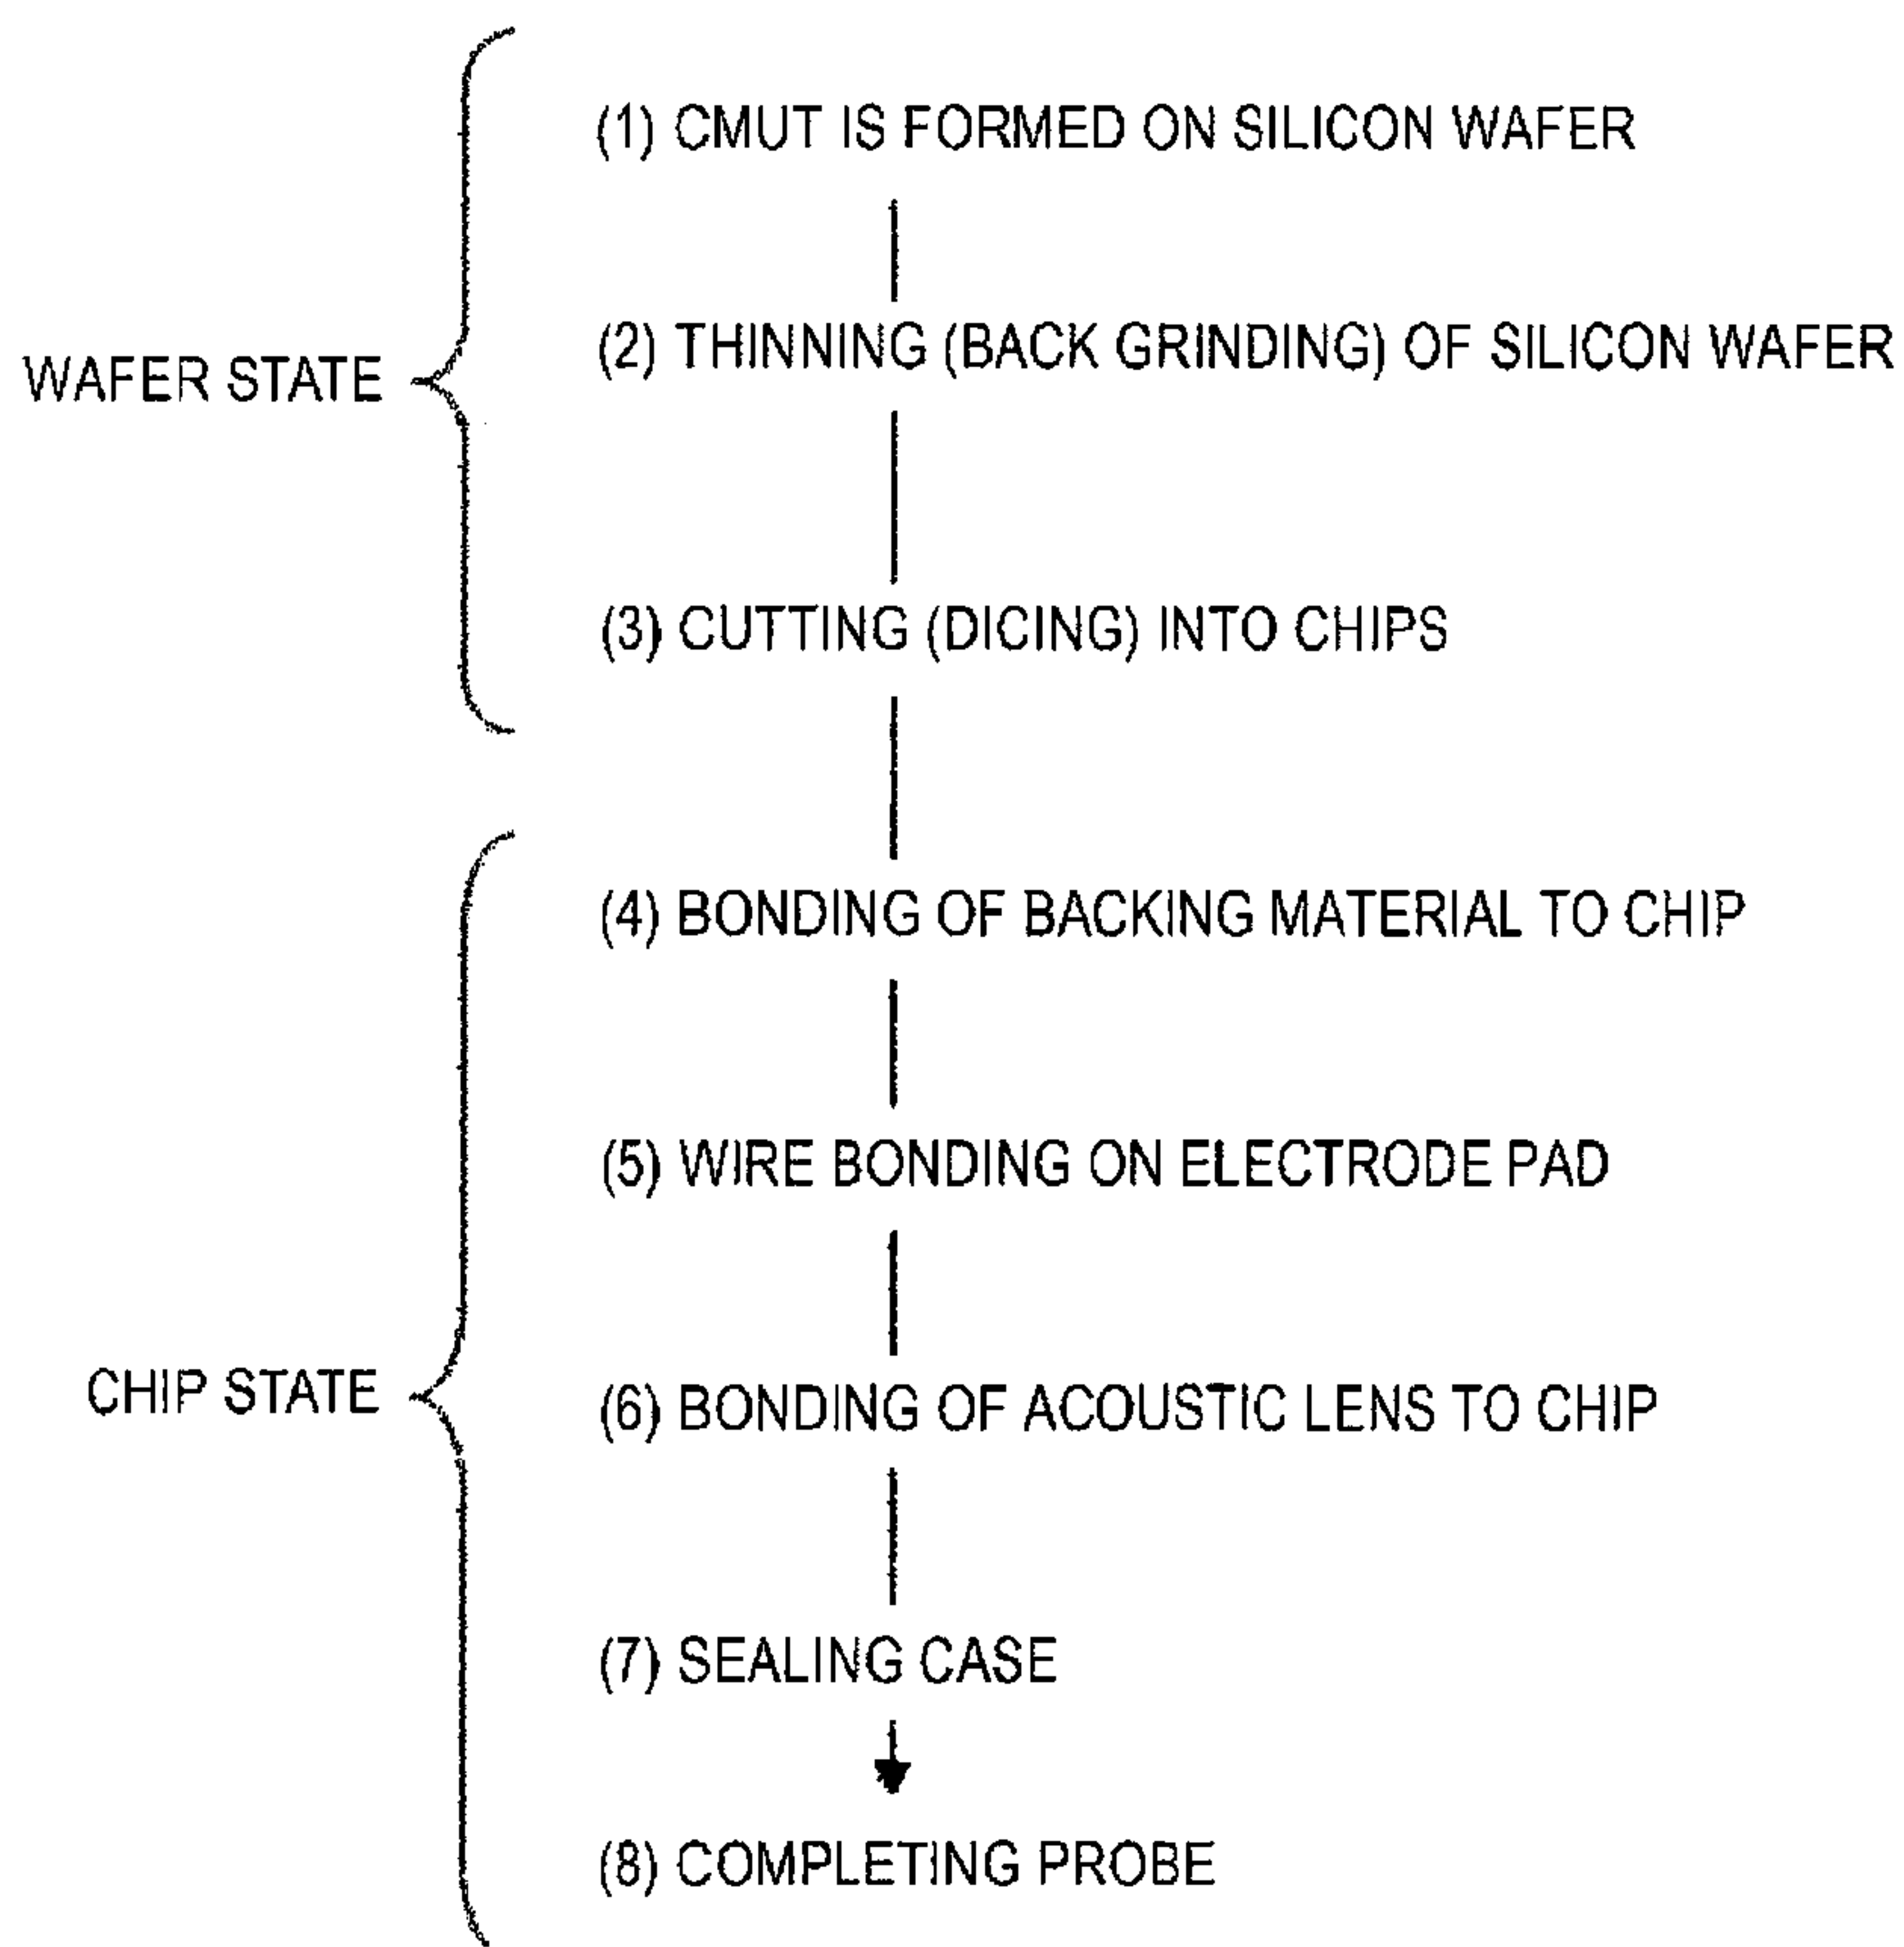 (1) CMUT IS FORMED ON SILICON WAFER
(2) THINNING (BACK GRINDING) OF SILICON WAFER
WAFER STATE
(3) CUTTING (DICING) INTO CHIPS
(4) BONDING OF BACKING MATERIAL TO CHIP
(5) WIRE BONDING ON ELECTRODE PAD
CHIP STATE
(6) BONDING OF ACOUSTIC LENS TO CHIP
(7) SEALING CASE
(8) COMPLETING PROBE